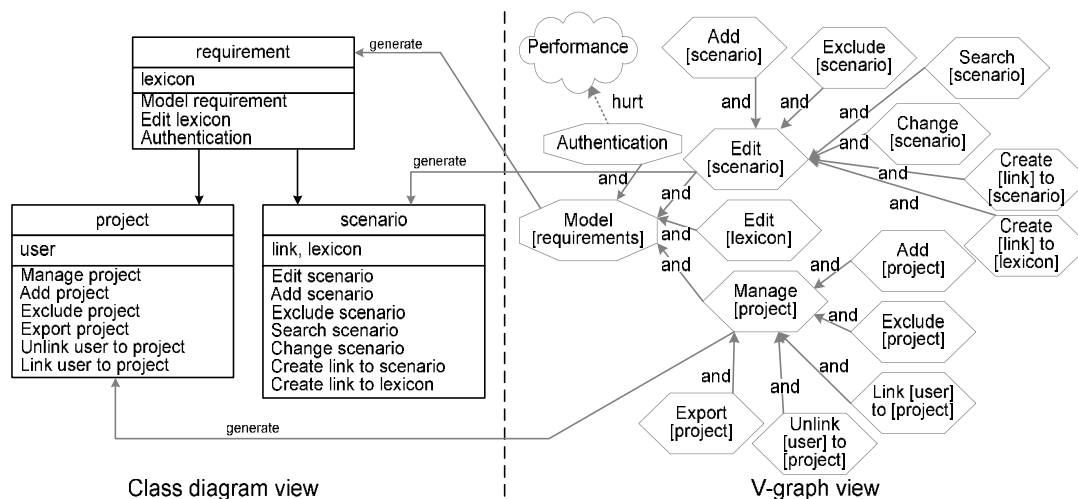 requirement
lexicon
Model requirement
Edit lexicon
Authentication
generate
generate
project
user
Manage project
Add project
Exclude project
Export project
Unlink user to project
Link user to project
scenario
link, lexicon
Edit scenario
Add scenario
Exclude scenario
Search scenario
Change scenario
Create link to scenario
Create link to lexicon
generate
Class diagram view
Performance
hurt
Authentication
and
Model
[requirements]
Add
[scenario]
and
Exclude
[scenario]
and
Search
[scenario]
and
Change
[scenario]
and
Create
[link] to
[scenario]
and
Create
[link] to
[lexicon]
and
Edit
[scenario]
and
Edit
[lexicon]
and
Manage
[project]
and
Add
[project]
and
Exclude
[project]
and
Link [user]
to [project]
and
Unlink
[user] to
[project]
and
Export
[project]
and
V-graph view